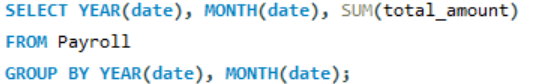 SELECT YEAR(date), MONTH(date), SUM(total_amount)
FROM Payroll
GROUP BY YEAR(date), MONTH(date);